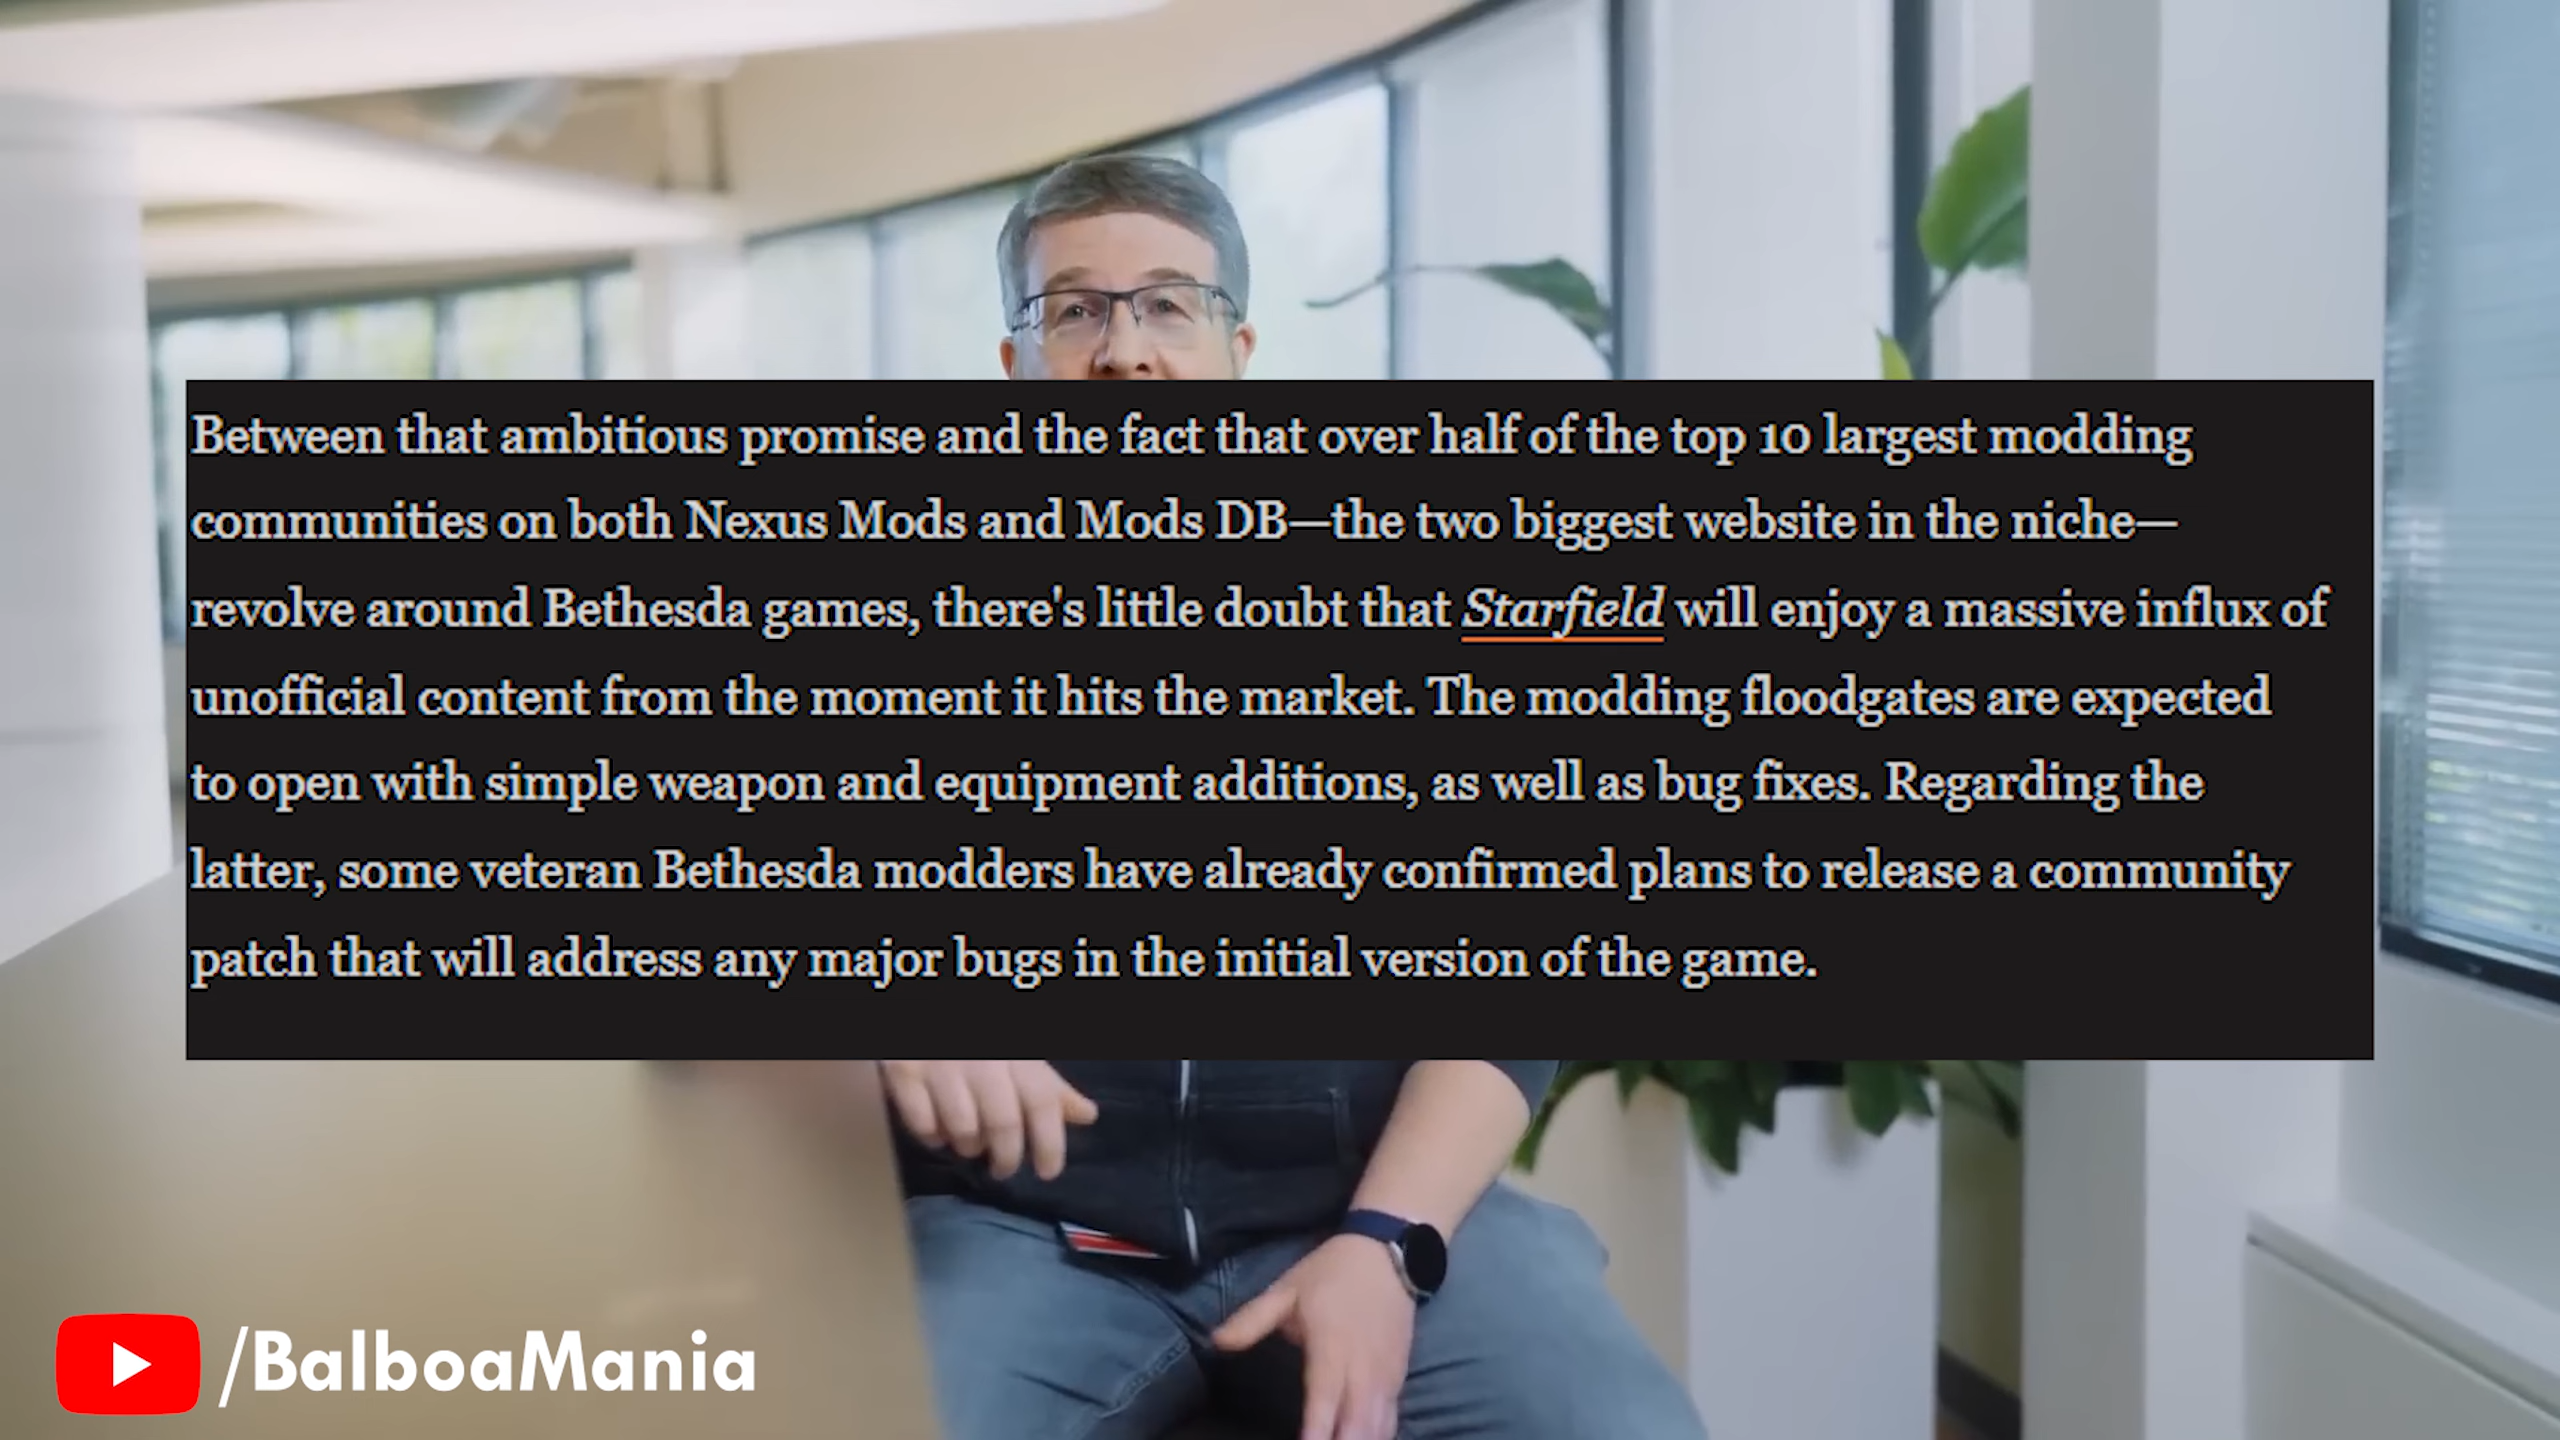 Between that ambitious promise and the fact that over half of the top 10 largest modding
communities on both Nexus Mods and Mods DB—the two biggest website in the niche—
revolve around Bethesda games, there's little doubt that Starfield will enjoy a massive influx of
unofficial content from the moment it hits the market. The modding floodgates are expected
to open with simple weapon and equipment additions, as well as bug fixes. Regarding the
latter, some veteran Bethesda modders have already confirmed plans to release a community
patch that will address any major bugs in the initial version of the game.
/BalboaMania